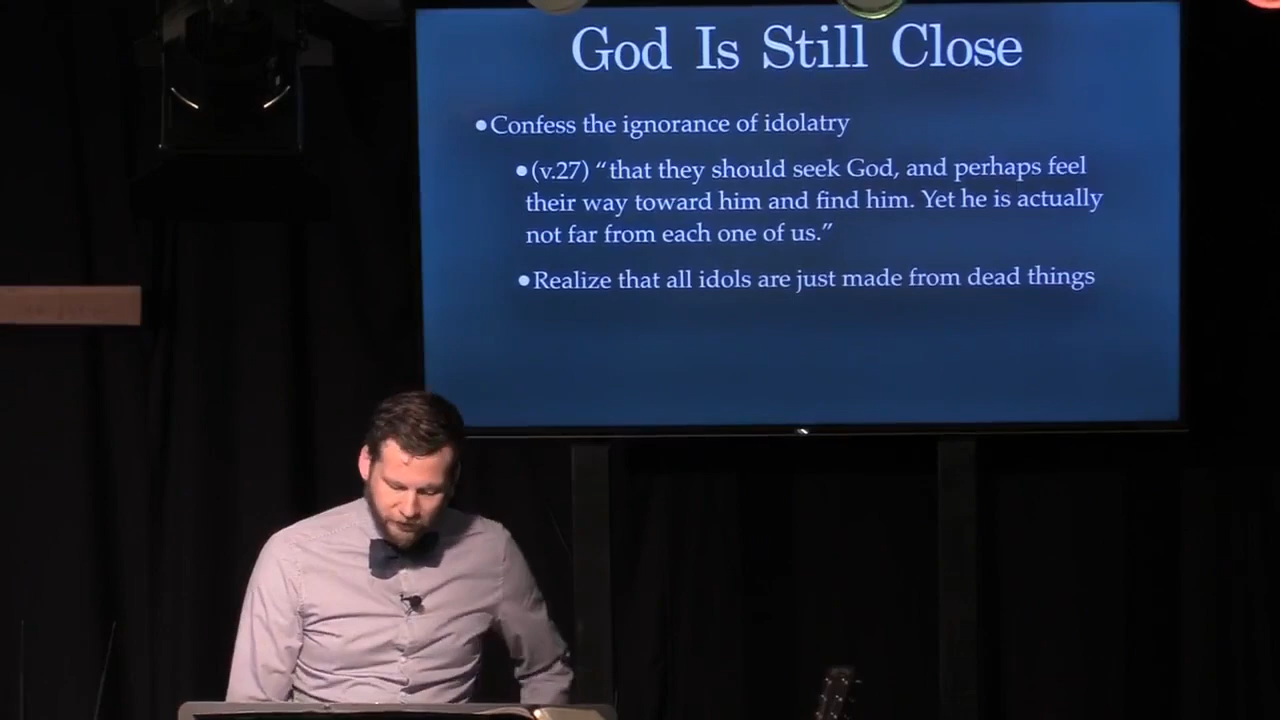 God Is Still Close
•Confess the ignorance of idolatry
•(v.27) “that they should seek God, and perhaps feel
their way toward him and find him. Yet he is actually
not far from each one of us.”
•Realize that all idols are just made from dead things